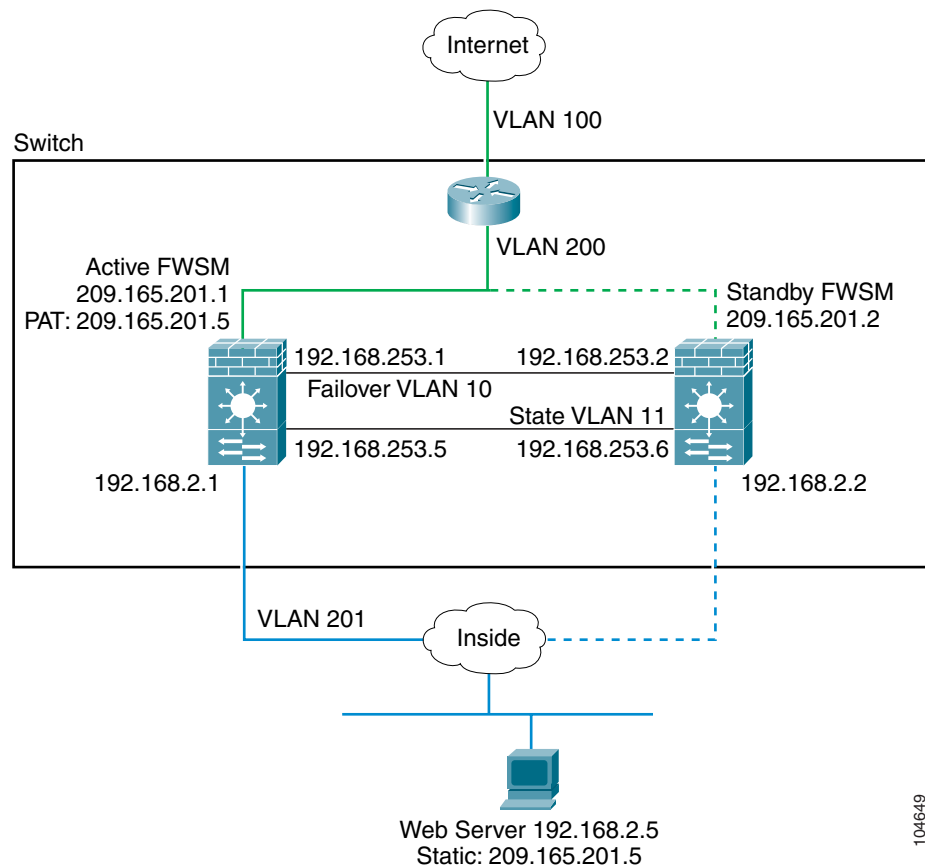 Internet
VLAN 100
Switch
VLAN 200
Active FWSM
209.165.201.1
PAT: 209.165.201.5
Standby FWSM
209.165.201.2
192.168.253.1
192.168.253.2
Failover VLAN 10
State VLAN 11
192.168.253.5
192.168.253.6
192.168.2.1
192.168.2.2
VLAN 201
Inside
Web Server 192.168.2.5
Static: 209.165.201.5
104649